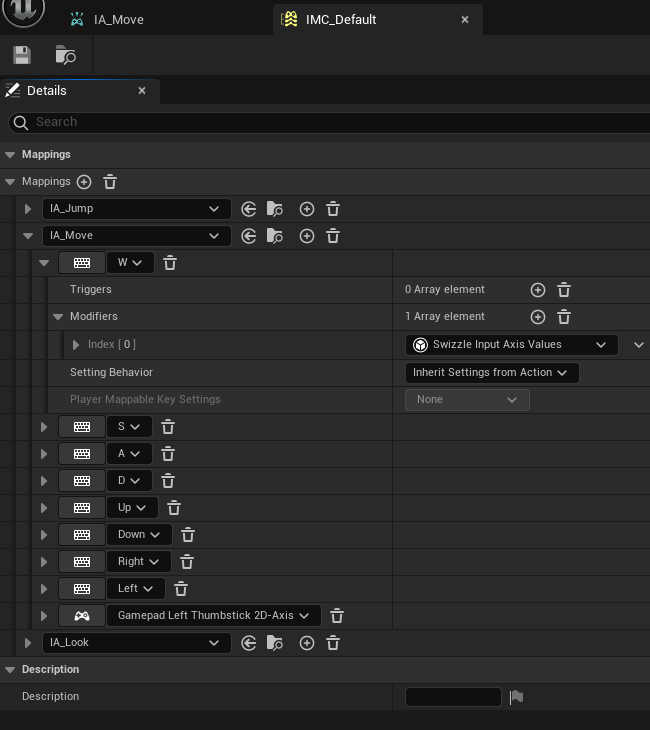 IA_Move
IMC_Default
Details
Search
Mappings
Mappings
IA_Jump
IA_Move
W
Triggers 0 Array element
Modifiers 1 Array element
Index [ 0 ] Swizzle Input Axis Values
Setting Behavior Inherit Settings from Action
Player Mappable Key Settings None
S
A
D
Up
Down
Right
Left
Gamepad Left Thumbstick 2D-Axis
IA_Look
Description
Description